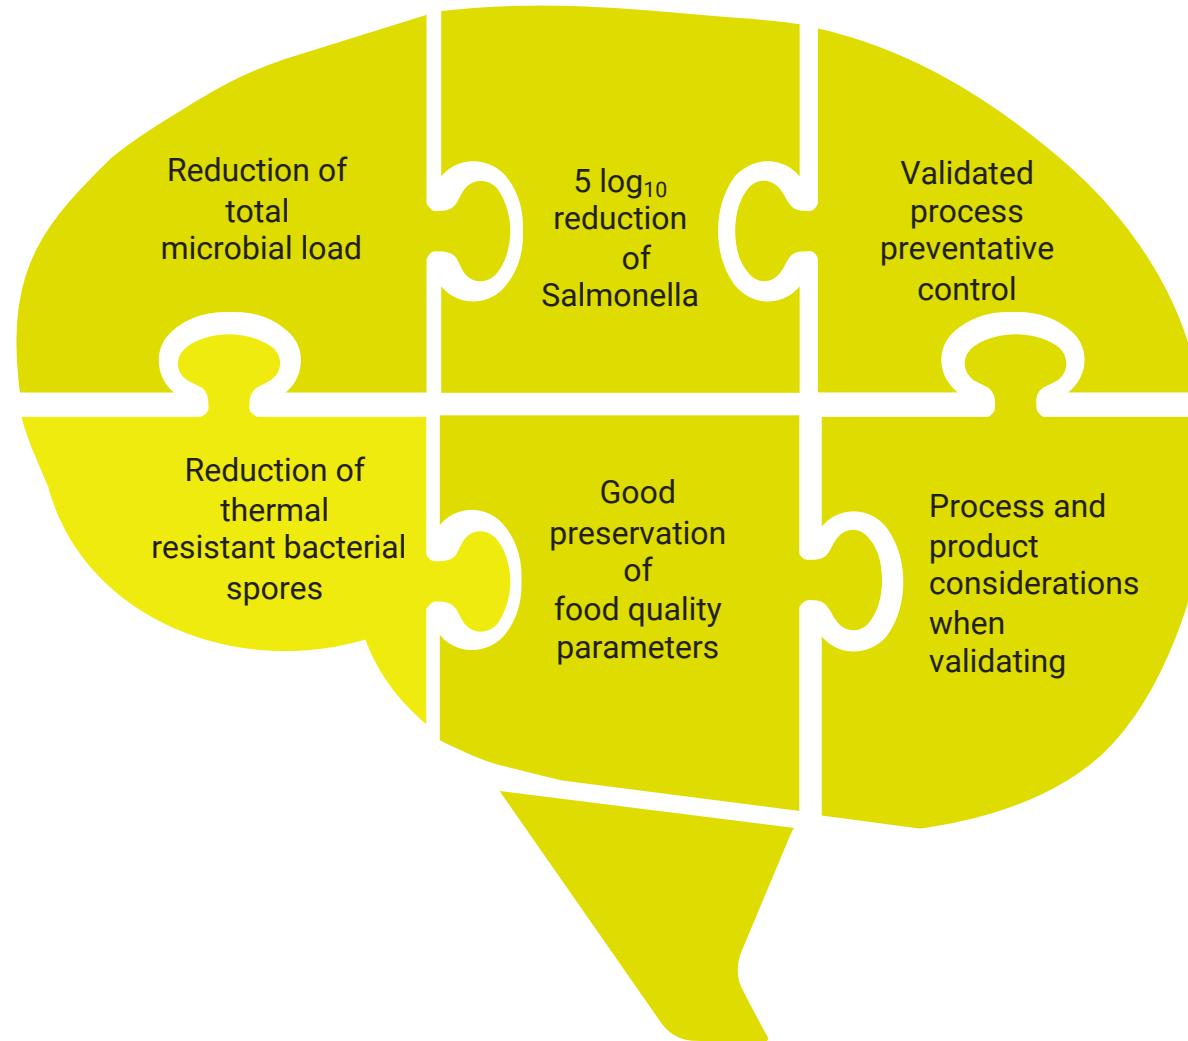 Reduction of
total
microbial load
5 log₁₀
reduction
of
Salmonella
Validated
process
preventative
control
Reduction of
thermal
resistant bacterial
spores
Good
preservation
of
food quality
parameters
Process and
product
considerations
when
validating